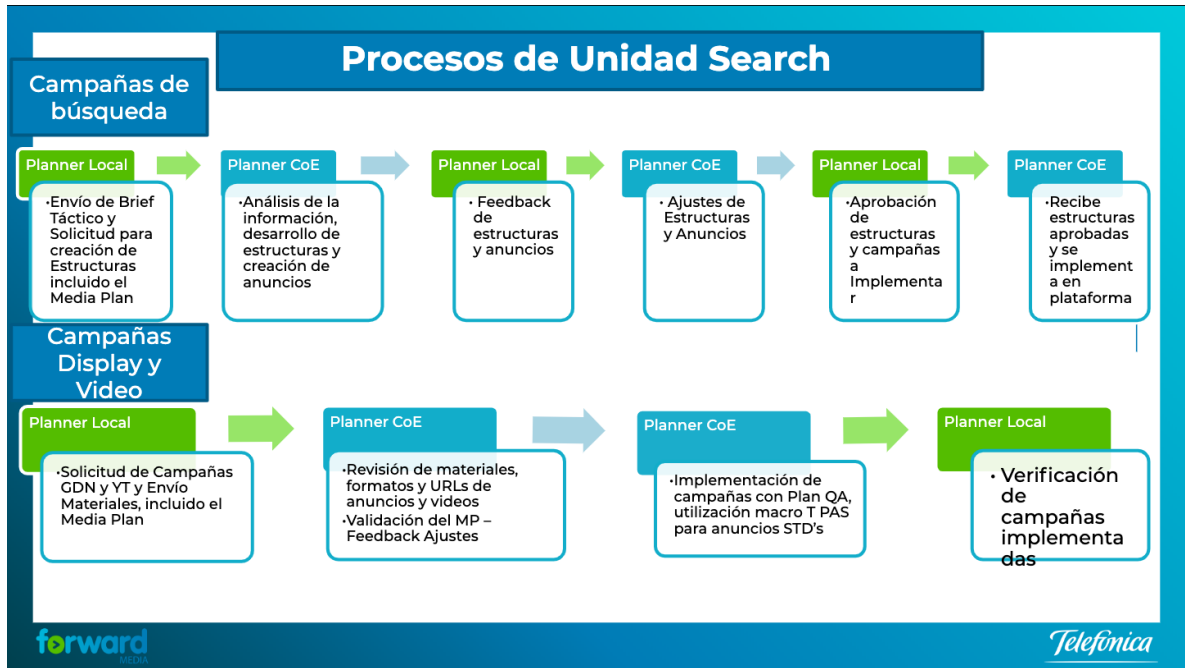 Procesos de Unidad Search
Campañas de
búsqueda
Planner Local
•Envío de Brief
Táctico y
Solicitud para
creación de
Estructuras
incluido el
Media Plan
Planner CoE
•Análisis de la
información,
desarrollo de
estructuras y
creación de
anuncios
Planner Local
• Feedback
de
estructuras
y anuncios
Planner CoE
• Ajustes de
Estructuras
y Anuncios
Planner Local
•Aprobación
de
estructuras
y campañas
a
Implementa
r
Planner CoE
•Recibe
estructuras
aprobadas
y se
implement
a en
plataforma
Campañas
Display y
Video
Planner Local
•Solicitud de Campañas
GDN y YT y Envío
Materiales, incluido el
Media Plan
Planner CoE
•Revisión de materiales,
formatos y URLs de
anuncios y videos
•Validación del MP –
Feedback Ajustes
Planner CoE
•Implementación de
campañas con Plan QA,
utilización macro T PAS
para anuncios STD’s
Planner Local
• Verificación
de
campañas
implementa
das
forward
MEDIA
Telefónica